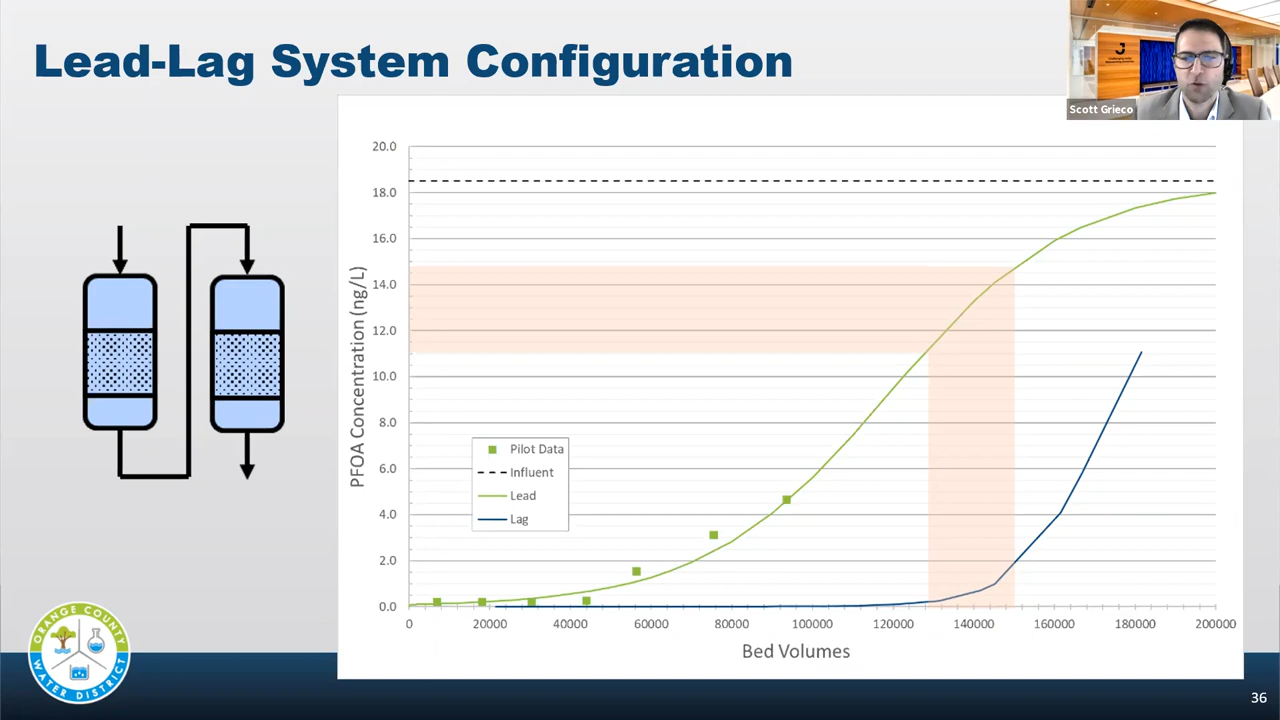 Lead-Lag System Configuration
Scott Grieco
20.0
18.0
16.0
14.0
12.0
10.0
8.0
6.0
4.0
2.0
0.0
PFOA Concentration (ng/L)
Pilot Data
Influent
Lead
Lag
0 20000 40000 60000 80000 100000 120000 140000 160000 180000 200000
Bed Volumes
ORANGE COUNTY
WATER DISTRICT
36